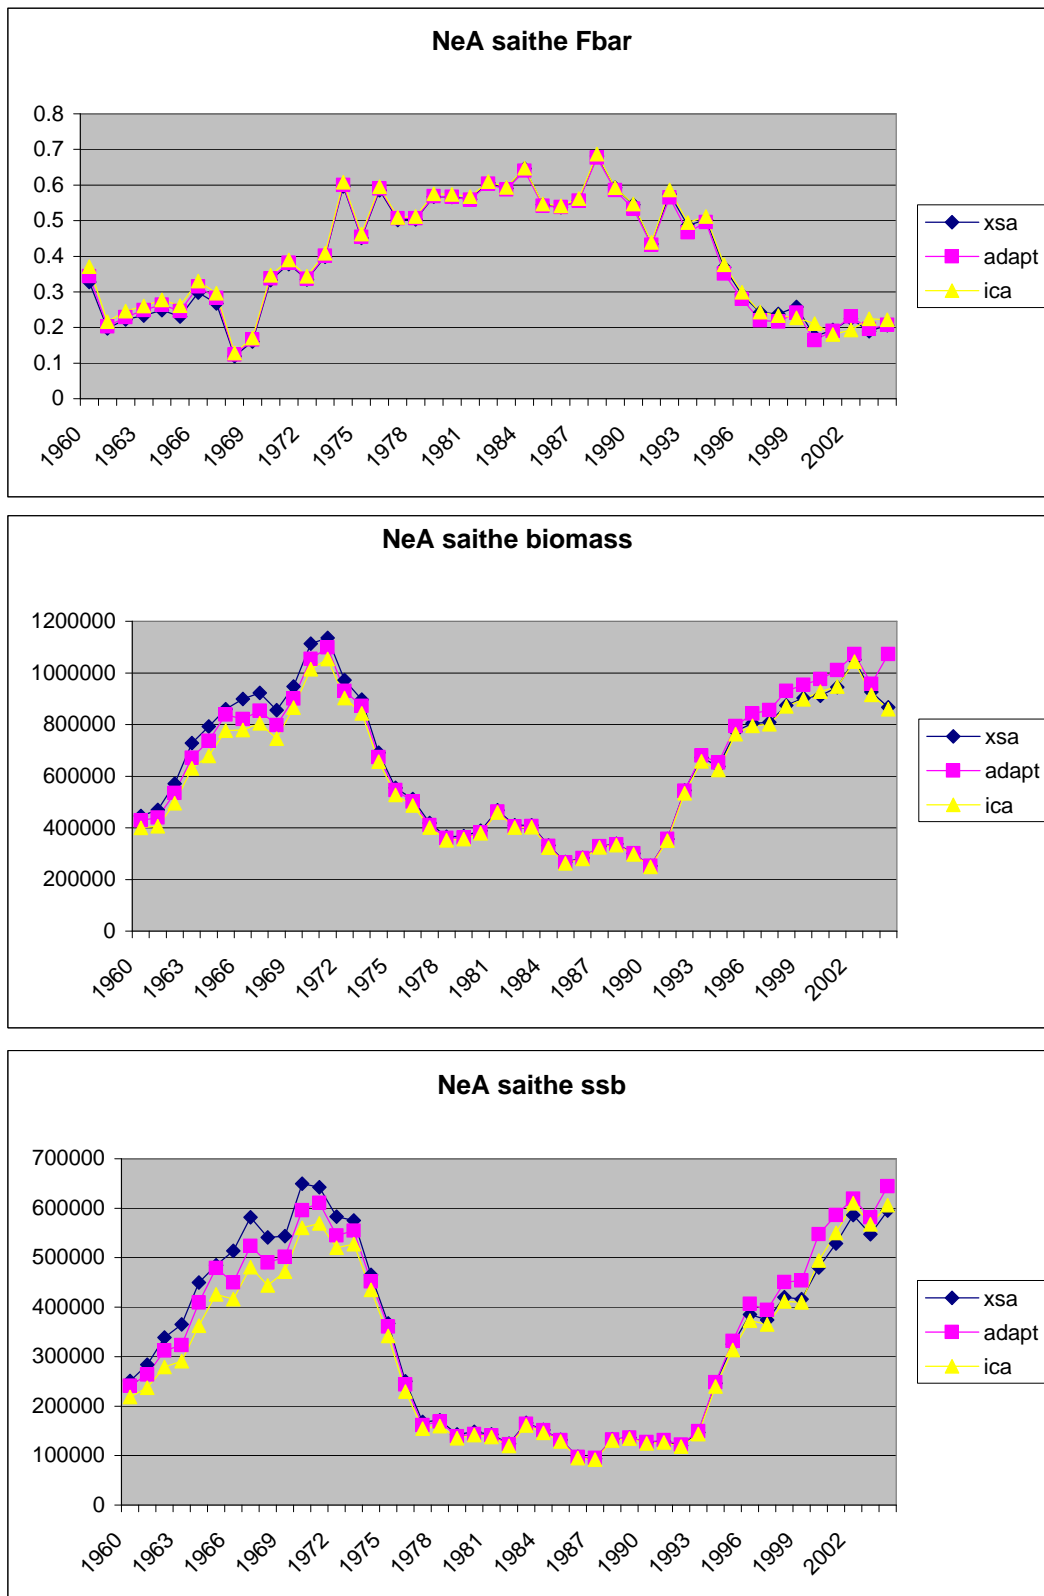 NeA saithe Fbar
0.8
0.7
0.6
0.5
0.4
0.3
0.2
0.1
0
1960 1963 1966 1969 1972 1975 1978 1981 1984 1987 1990 1993 1996 1999 2002
xsa
adapt
ica
NeA saithe biomass
1200000
1000000
800000
600000
400000
200000
0
1960 1963 1966 1969 1972 1975 1978 1981 1984 1987 1990 1993 1996 1999 2002
xsa
adapt
ica
NeA saithe ssb
700000
600000
500000
400000
300000
200000
100000
0
1960 1963 1966 1969 1972 1975 1978 1981 1984 1987 1990 1993 1996 1999 2002
xsa
adapt
ica